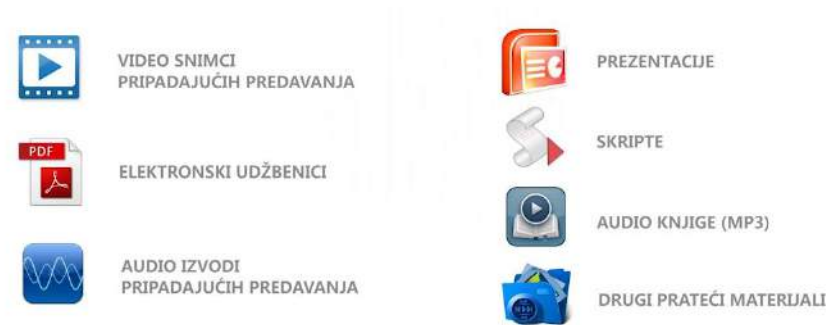 VIDEO SNIMCI
PRIPADAJUĆIH PREDAVANJA
PDF
ELEKTRONSKI UDŽBENICI
AUDIO IZVODI
PRIPADAJUĆIH PREDAVANJA
PREZENTACIJE
SKRIPTE
AUDIO KNJIGE (MP3)
DRUGI PRATEĆI MATERIJALI